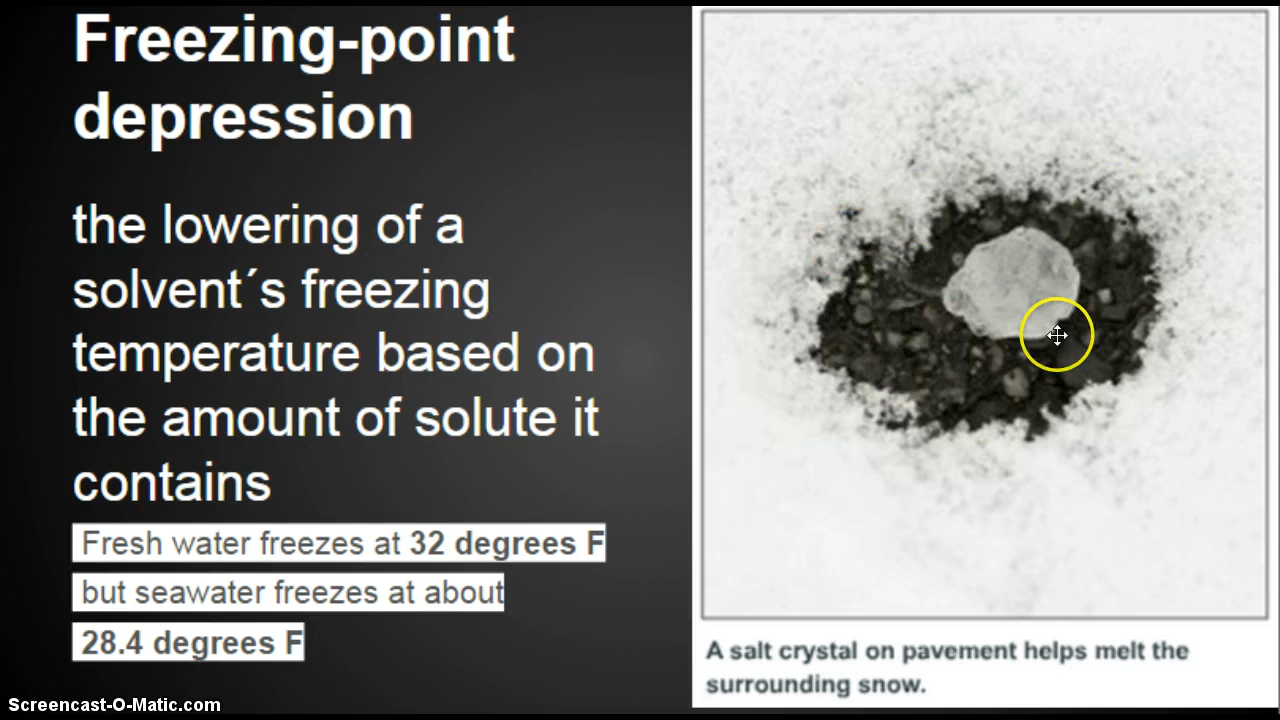 Freezing-point
depression
the lowering of a
solvent´s freezing
temperature based on
the amount of solute it
contains
Fresh water freezes at 32 degrees F
but seawater freezes at about
28.4 degrees F
A salt crystal on pavement helps melt the
surrounding snow.
Screencast-O-Matic.com